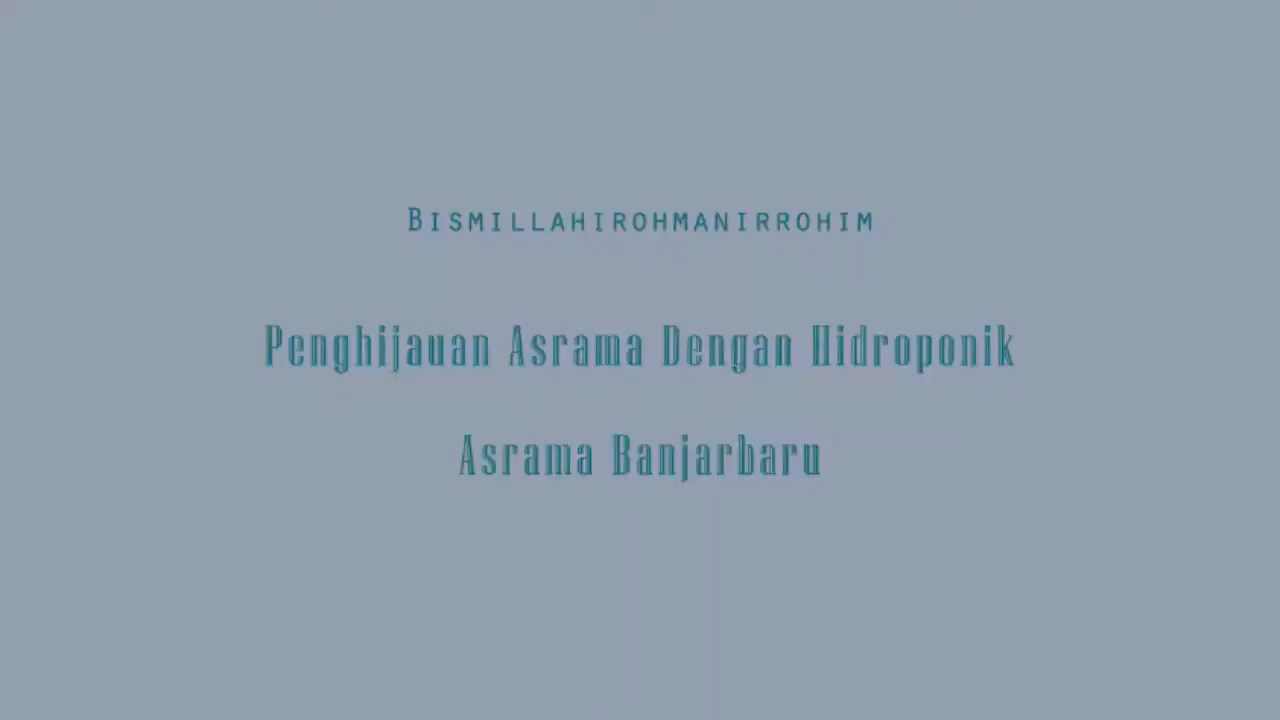 Bismillahirohmanirrohim
Penghijauan Asrama Dengan Hidroponik
Asrama Banjarbaru